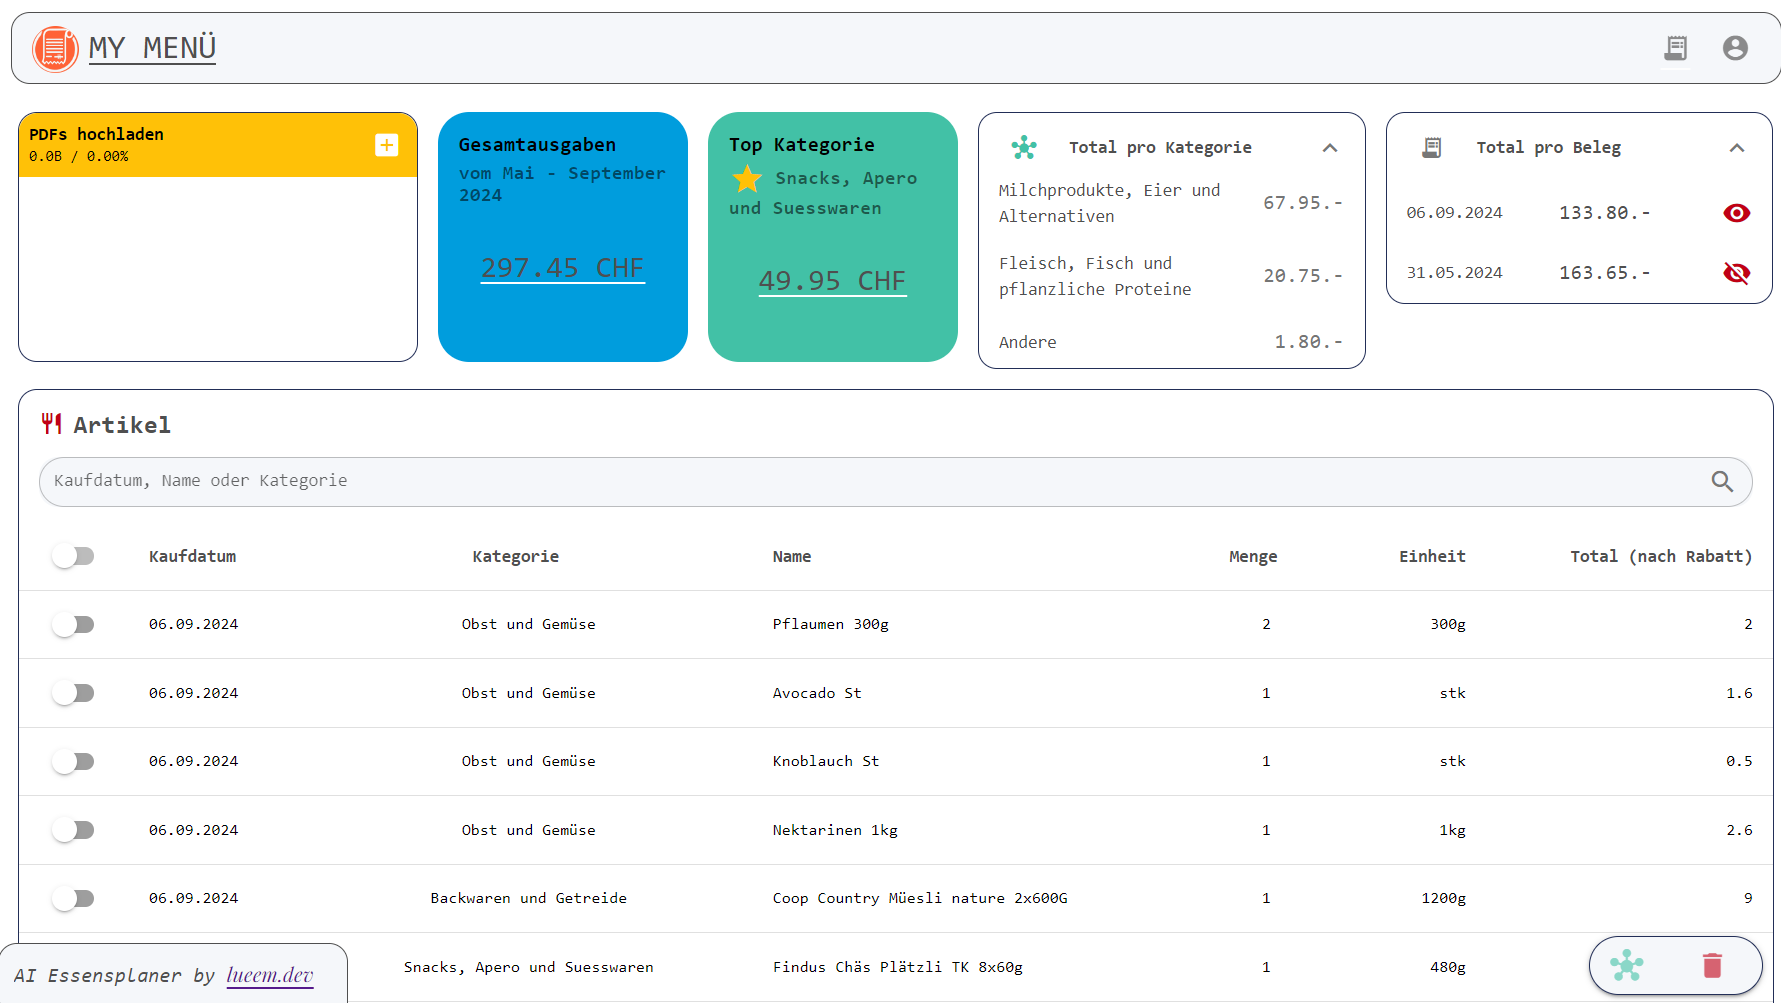 MY MENÜ
PDFs hochladen
0.0B / 0.00%
Gesamtausgaben
vom Mai - September
2024
297.45 CHF
Top Kategorie
Snacks, Apero
und Suesswaren
49.95 CHF
Total pro Kategorie
Milchprodukte, Eier und
Alternativen
67.95.-
Fleisch, Fisch und
pflanzliche Proteine
20.75.-
Andere 1.80.-
Total pro Beleg
06.09.2024 133.80.-
31.05.2024 163.65.-
Artikel
Kaufdatum, Name oder Kategorie
Kaufdatum Kategorie Name Menge Einheit Total (nach Rabatt)
06.09.2024 Obst und Gemüse Pflaumen 300g 2 300g 2
06.09.2024 Obst und Gemüse Avocado St 1 stk 1.6
06.09.2024 Obst und Gemüse Knoblauch St 1 stk 0.5
06.09.2024 Obst und Gemüse Nektarinen 1kg 1 1kg 2.6
06.09.2024 Backwaren und Getreide Coop Country Müesli nature 2x600G 1 1200g 9
Snacks, Apero und Suesswaren Findus Chäs Plätzli TK 8x60g 1 480g
AI Essensplaner by lueem.dev